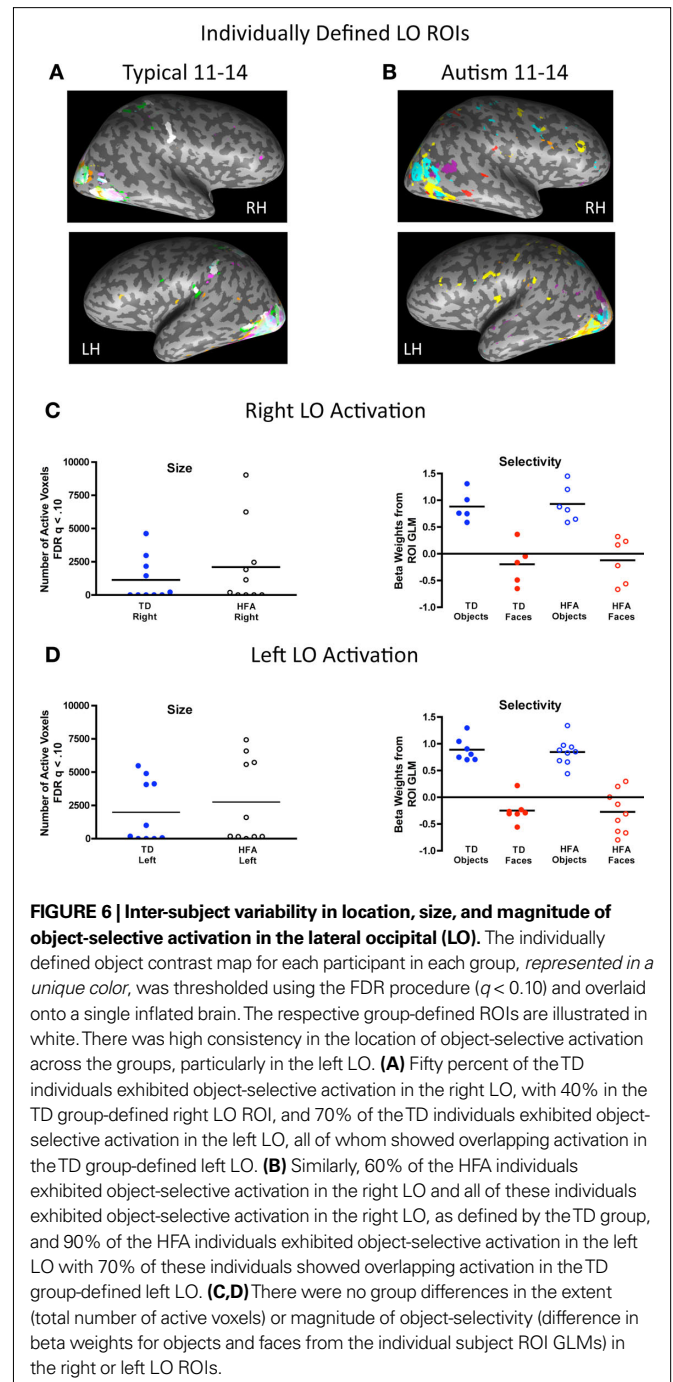 Individually Defined LO ROIs
A Typical 11-14
B Autism 11-14
RH
RH
LH
LH
C Right LO Activation
Size
Number of Active Voxels
FDR q < .10
10000
7500
5000
2500
0
TD
Right
HFA
Right
Selectivity
Beta Weights from
ROI GLM
1.5
1.0
0.5
0.0
-0.5
-1.0
TD
Objects
TD
Faces
HFA
Objects
HFA
Faces
D Left LO Activation
Size
Number of Active Voxels
FDR q < .10
10000
7500
5000
2500
0
TD
Left
HFA
Left
Selectivity
Beta Weights from
ROI GLM
1.5
1.0
0.5
0.0
-0.5
-1.0
TD
Objects
TD
Faces
HFA
Objects
HFA
Faces
FIGURE 6 | Inter-subject variability in location, size, and magnitude of
object-selective activation in the lateral occipital (LO). The individually
defined object contrast map for each participant in each group, represented in a
unique color, was thresholded using the FDR procedure (q < 0.10) and overlaid
onto a single inflated brain. The respective group-defined ROIs are illustrated in
white. There was high consistency in the location of object-selective activation
across the groups, particularly in the left LO. (A) Fifty percent of the TD
individuals exhibited object-selective activation in the right LO, with 40% in the
TD group-defined right LO ROI, and 70% of the TD individuals exhibited object-
selective activation in the left LO, all of whom showed overlapping activation in
the TD group-defined left LO. (B) Similarly, 60% of the HFA individuals
exhibited object-selective activation in the right LO and all of these individuals
exhibited object-selective activation in the right LO, as defined by the TD group,
and 90% of the HFA individuals exhibited object-selective activation in the left
LO with 70% of these individuals showed overlapping activation in the TD
group-defined left LO. (C,D) There were no group differences in the extent
(total number of active voxels) or magnitude of object-selectivity (difference in
beta weights for objects and faces from the individual subject ROI GLMs) in
the right or left LO ROIs.